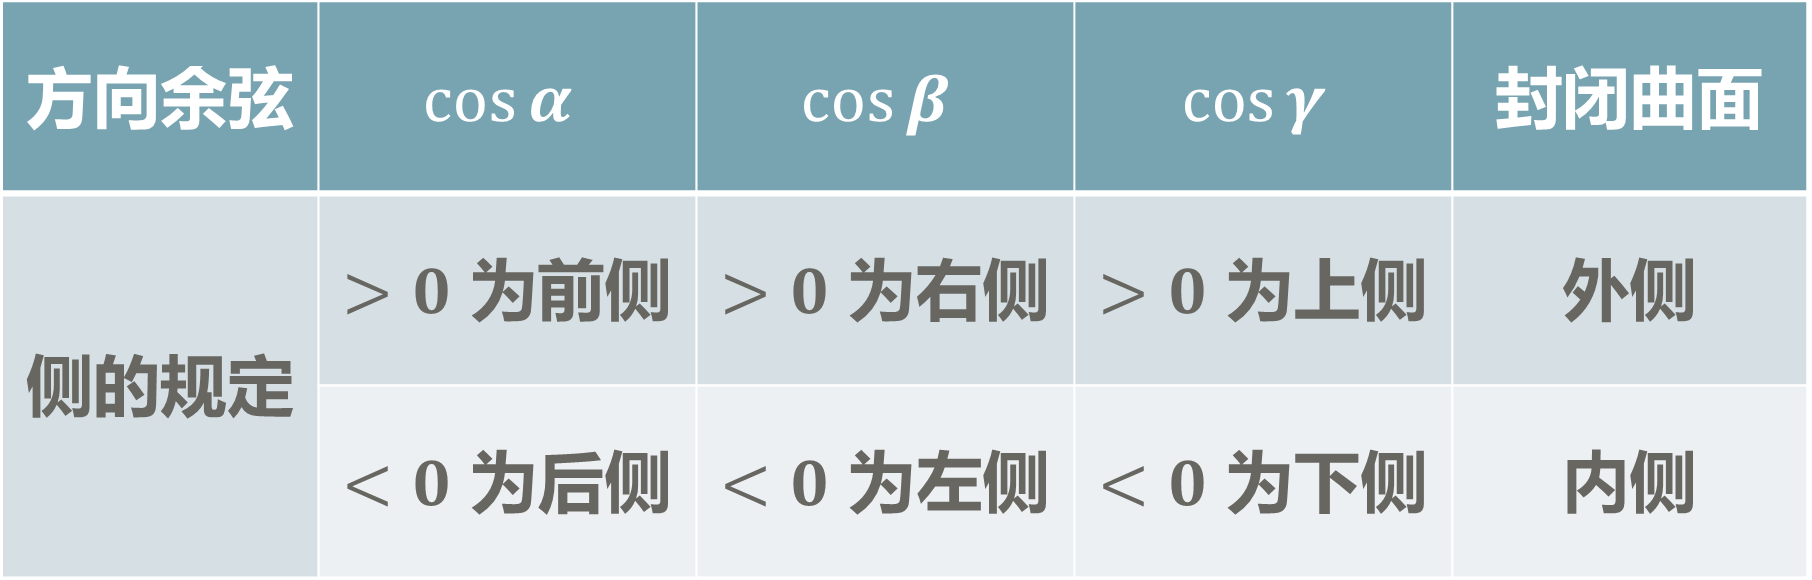 方向余弦 cos α cos β cos γ 封闭曲面
> 0 为前侧 > 0 为右侧 > 0 为上侧 外侧
侧的规定
< 0 为后侧 < 0 为左侧 < 0 为下侧 内侧